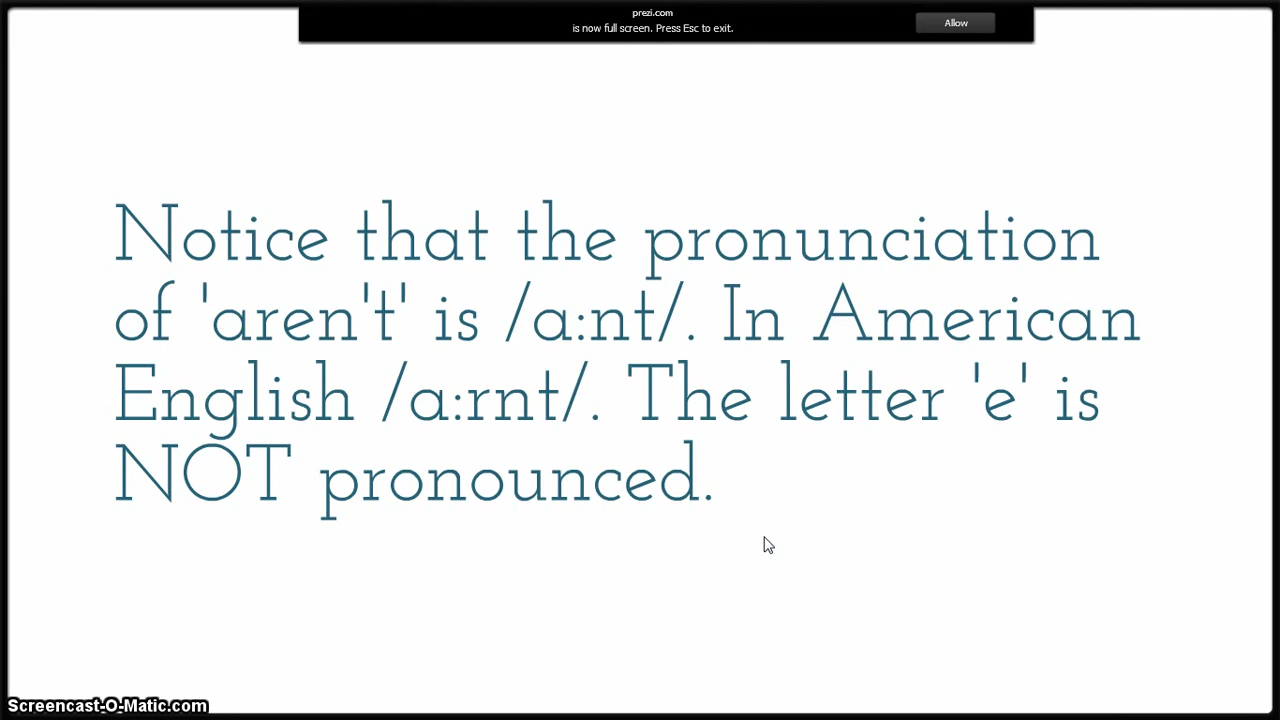 prezi.com
is now full screen. Press Esc to exit.
Allow
Notice that the pronunciation
of 'aren't' is /a:nt/. In American
English /a:rnt/. The letter 'e' is
NOT pronounced.
Screencast-O-Matic.com